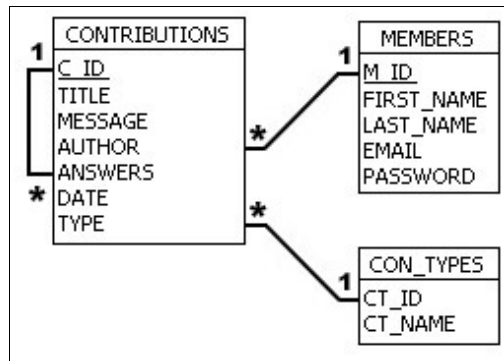 CONTRIBUTIONS
1
C_ID
TITLE
MESSAGE
AUTHOR
*
ANSWERS
*
DATE
*
TYPE
MEMBERS
1
M_ID
FIRST_NAME
LAST_NAME
EMAIL
PASSWORD
CON_TYPES
1
CT_ID
CT_NAME